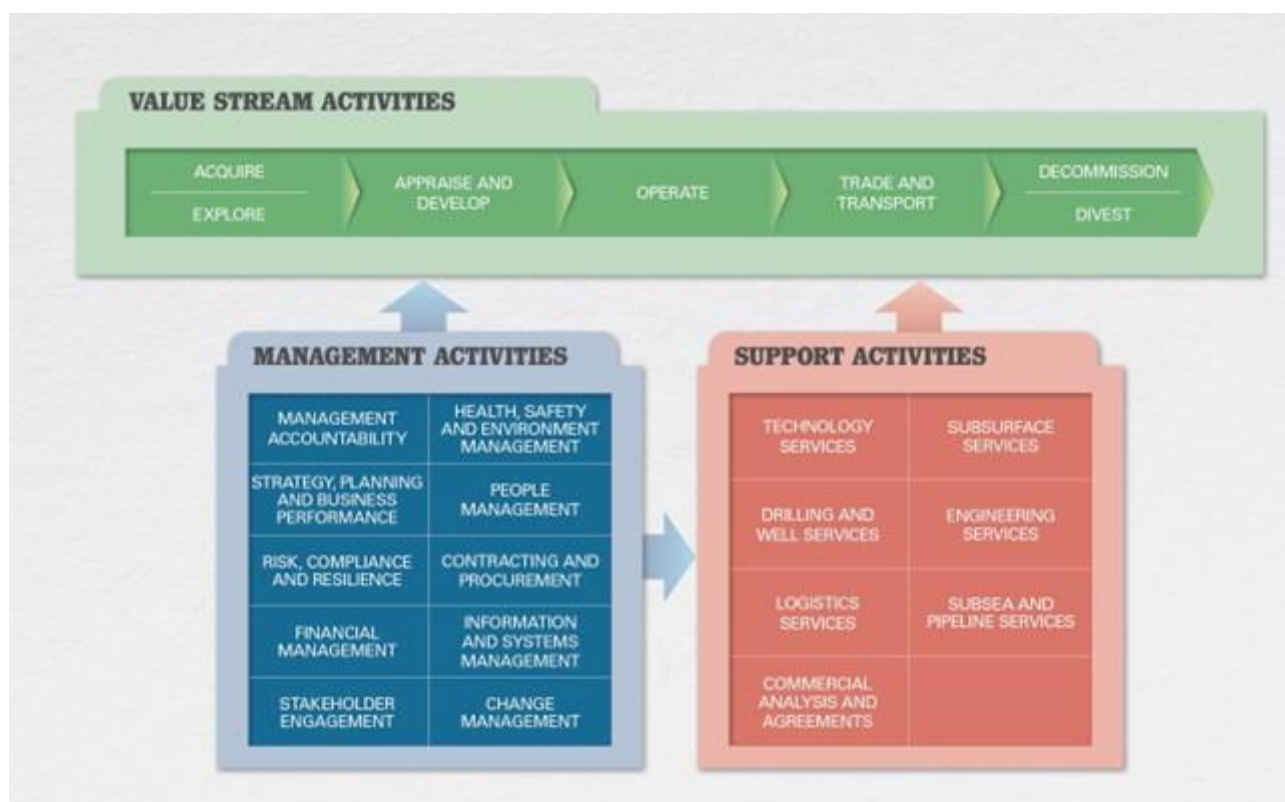 VALUE STREAM ACTIVITIES
ACQUIRE
EXPLORE
APPRAISE AND
DEVELOP
OPERATE
TRADE AND
TRANSPORT
DECOMMISSION
DIVEST
MANAGEMENT ACTIVITIES
MANAGEMENT
ACCOUNTABILITY
HEALTH, SAFETY
AND ENVIRONMENT
MANAGEMENT
STRATEGY, PLANNING
AND BUSINESS
PERFORMANCE
PEOPLE
MANAGEMENT
RISK, COMPLIANCE
AND RESILIENCE
CONTRACTING AND
PROCUREMENT
FINANCIAL
MANAGEMENT
INFORMATION
AND SYSTEMS
MANAGEMENT
STAKEHOLDER
ENGAGEMENT
CHANGE
MANAGEMENT
SUPPORT ACTIVITIES
TECHNOLOGY
SERVICES
SUBSURFACE
SERVICES
DRILLING AND
WELL SERVICES
ENGINEERING
SERVICES
LOGISTICS
SERVICES
SUBSEA AND
PIPELINE SERVICES
COMMERCIAL
ANALYSIS AND
AGREEMENTS